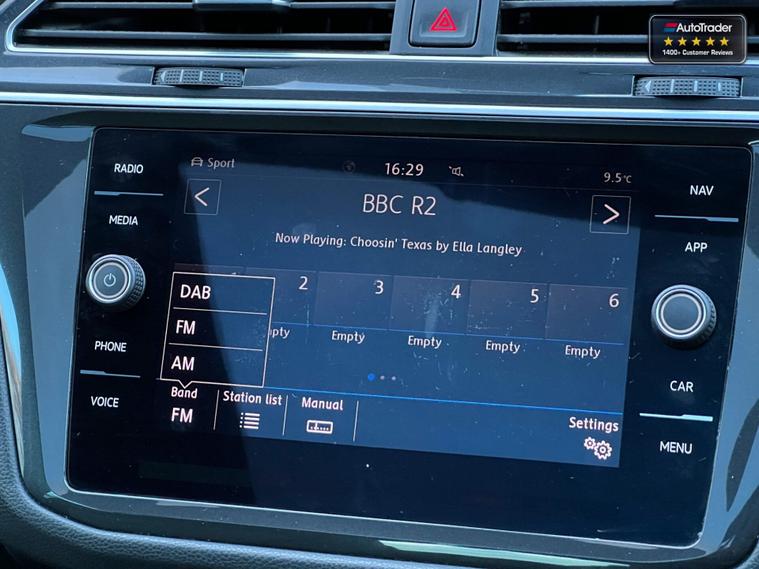 AutoTrader
1400+ Customer Reviews
RADIO
MEDIA
PHONE
VOICE
Sport
16:29
9.5°C
BBC R2
Now Playing: Choosin' Texas by Ella Langley
2
3
4
5
6
DAB
FM
AM
Empty
Empty
Empty
Empty
Band
FM
Station list
Manual
Settings
NAV
APP
CAR
MENU